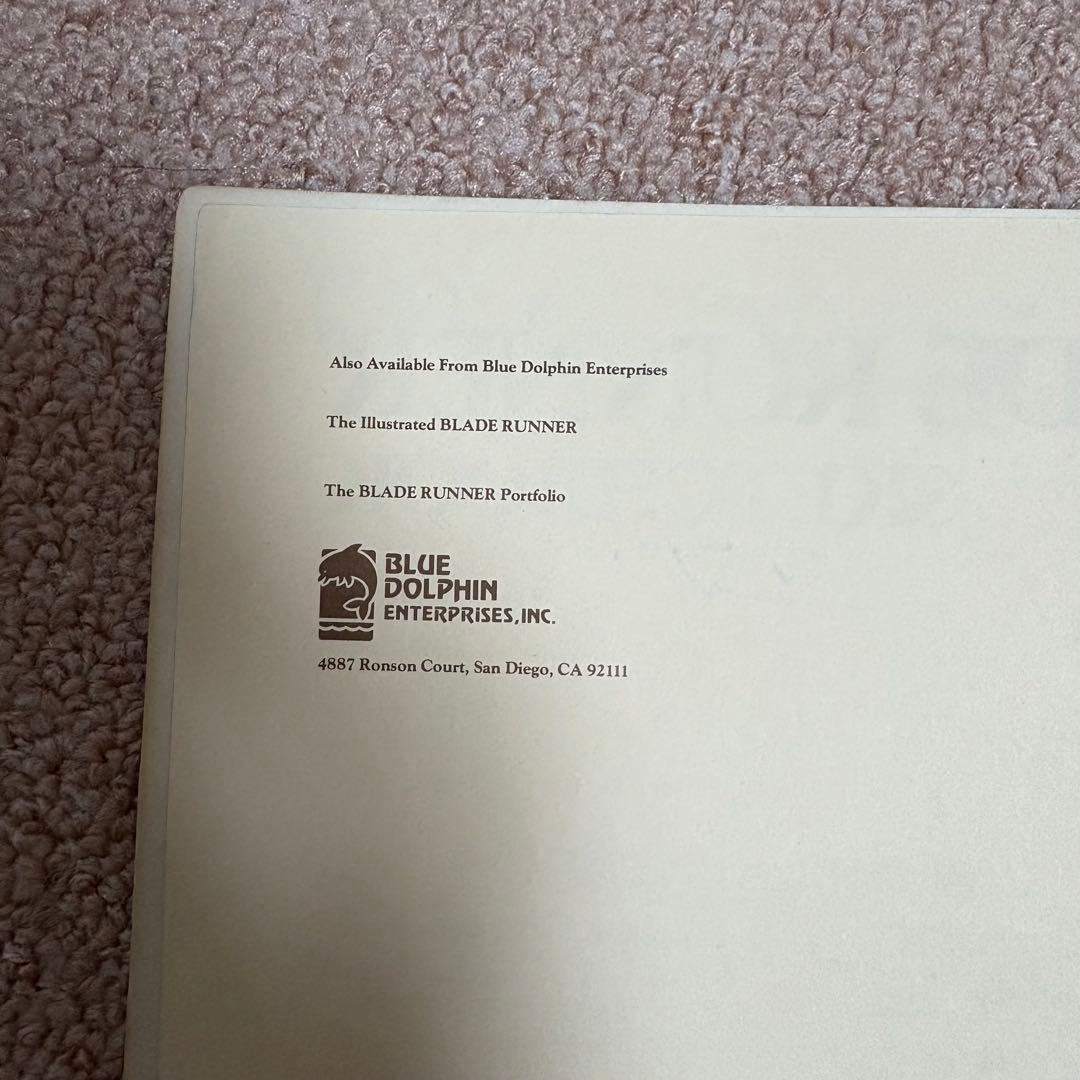 Also Available From Blue Dolphin Enterprises
The Illustrated BLADE RUNNER
The BLADE RUNNER Portfolio
BLUE
DOLPHIN
ENTERPRISES, INC.
4887 Ronson Court, San Diego, CA 92111